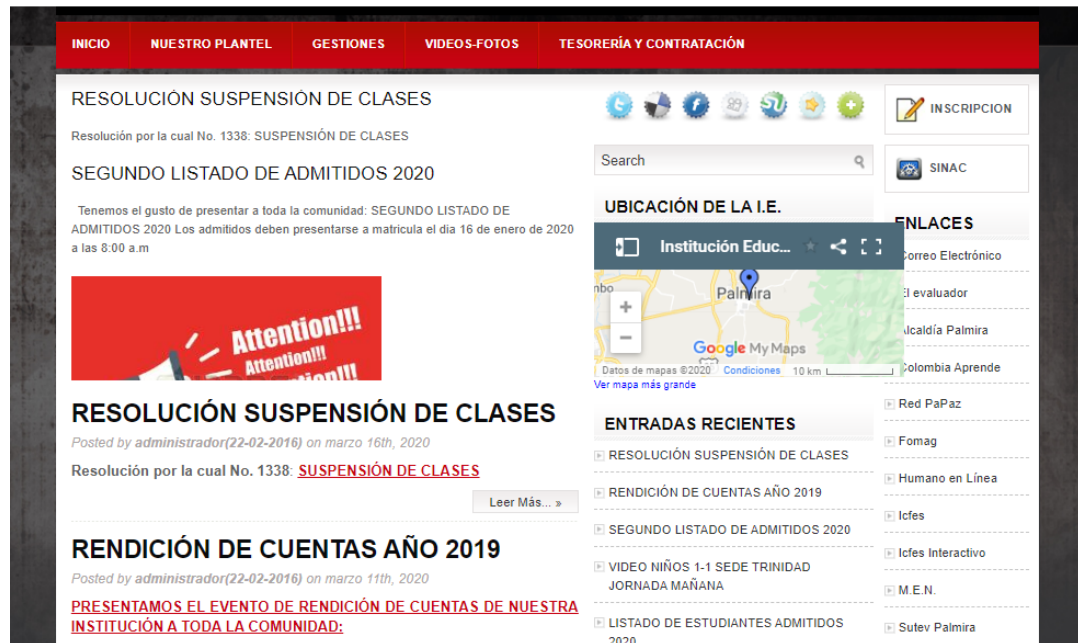 INICIO NUESTRO PLANTEL GESTIONES VIDEOS-FOTOS TESORERÍA Y CONTRATACIÓN
RESOLUCIÓN SUSPENSIÓN DE CLASES
Resolución por la cual No. 1338: SUSPENSIÓN DE CLASES
SEGUNDO LISTADO DE ADMITIDOS 2020
Tenemos el gusto de presentar a toda la comunidad: SEGUNDO LISTADO DE
ADMITIDOS 2020 Los admitidos deben presentarse a matricula el dia 16 de enero de 2020
a las 8:00 a.m
Attention!!!
Attention!!!
RESOLUCIÓN SUSPENSIÓN DE CLASES
Posted by administrador(22-02-2016) on marzo 16th, 2020
Resolución por la cual No. 1338: SUSPENSIÓN DE CLASES
Leer Más... »
RENDICIÓN DE CUENTAS AÑO 2019
Posted by administrador(22-02-2016) on marzo 11th, 2020
PRESENTAMOS EL EVENTO DE RENDICIÓN DE CUENTAS DE NUESTRA
INSTITUCIÓN A TODA LA COMUNIDAD:
Search
UBICACIÓN DE LA I.E.
Institución Educ...
Palmira
Google My Maps
Datos de mapas ©2020 Condiciones 10 km
Ver mapa más grande
ENTRADAS RECIENTES
RESOLUCIÓN SUSPENSIÓN DE CLASES
RENDICIÓN DE CUENTAS AÑO 2019
SEGUNDO LISTADO DE ADMITIDOS 2020
VIDEO NIÑOS 1-1 SEDE TRINIDAD
JORNADA MAÑANA
LISTADO DE ESTUDIANTES ADMITIDOS
2020
INSCRIPCION
SINAC
ENLACES
Correo Electrónico
El evaluador
Alcaldía Palmira
Colombia Aprende
Red PaPaz
Fomag
Humano en Línea
Icfes
Icfes Interactivo
M.E.N.
Sutev Palmira